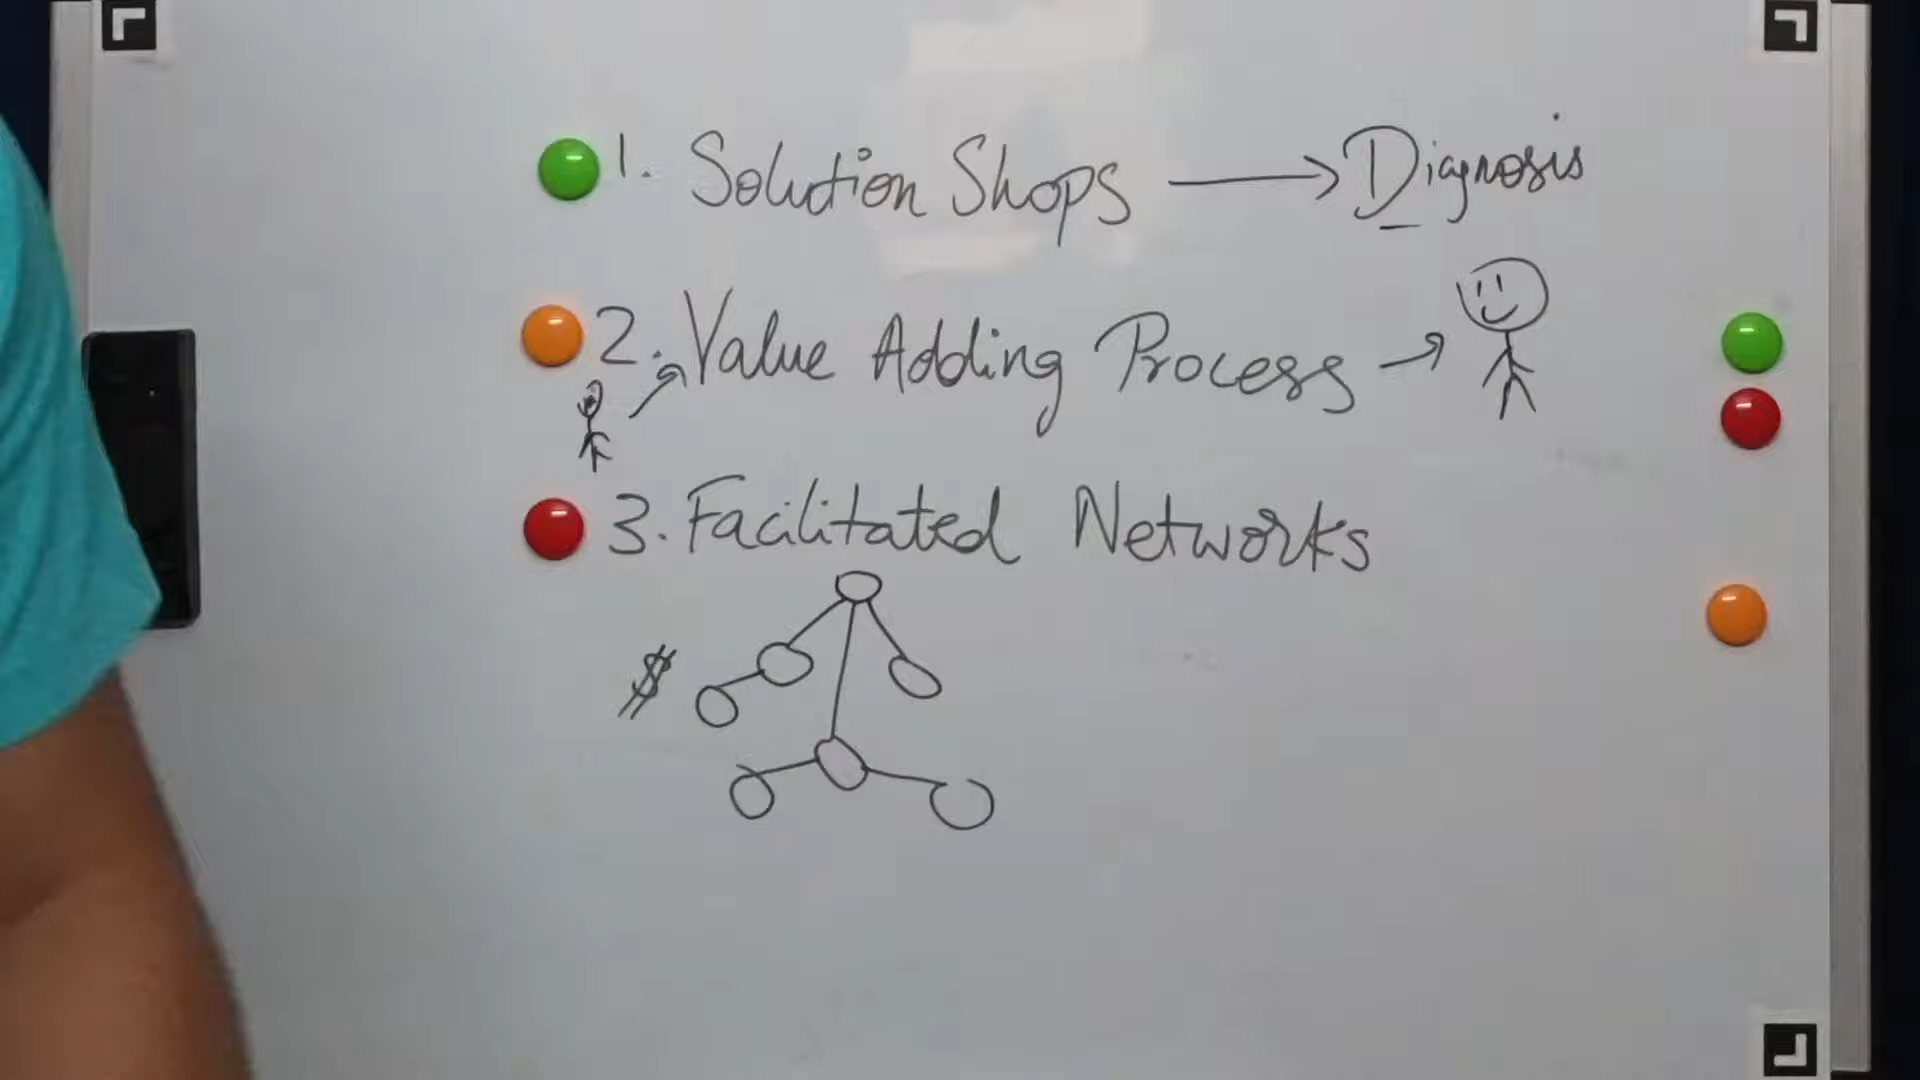 1. Solution Shops → Diagnosis
2. Value Adding Process →
3. Facilitated Networks
$